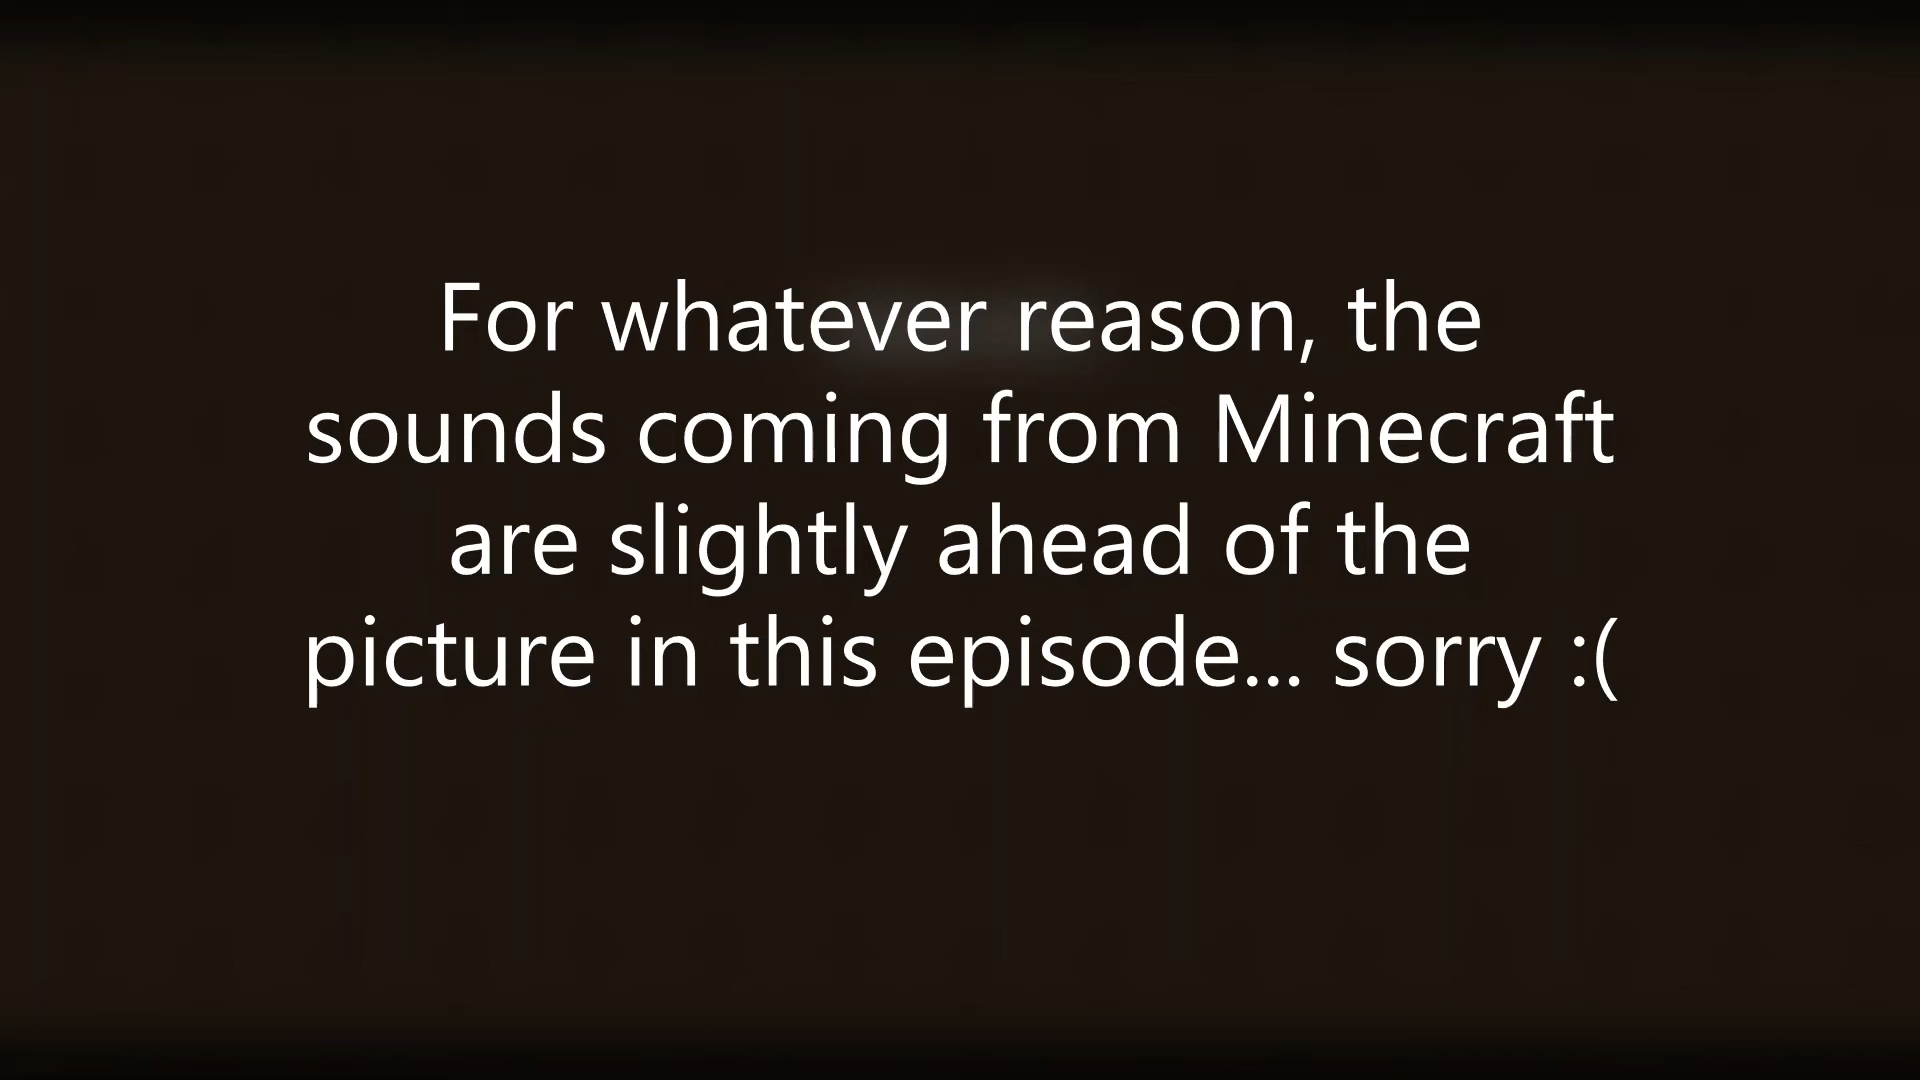 For whatever reason, the
sounds coming from Minecraft
are slightly ahead of the
picture in this episode... sorry :(